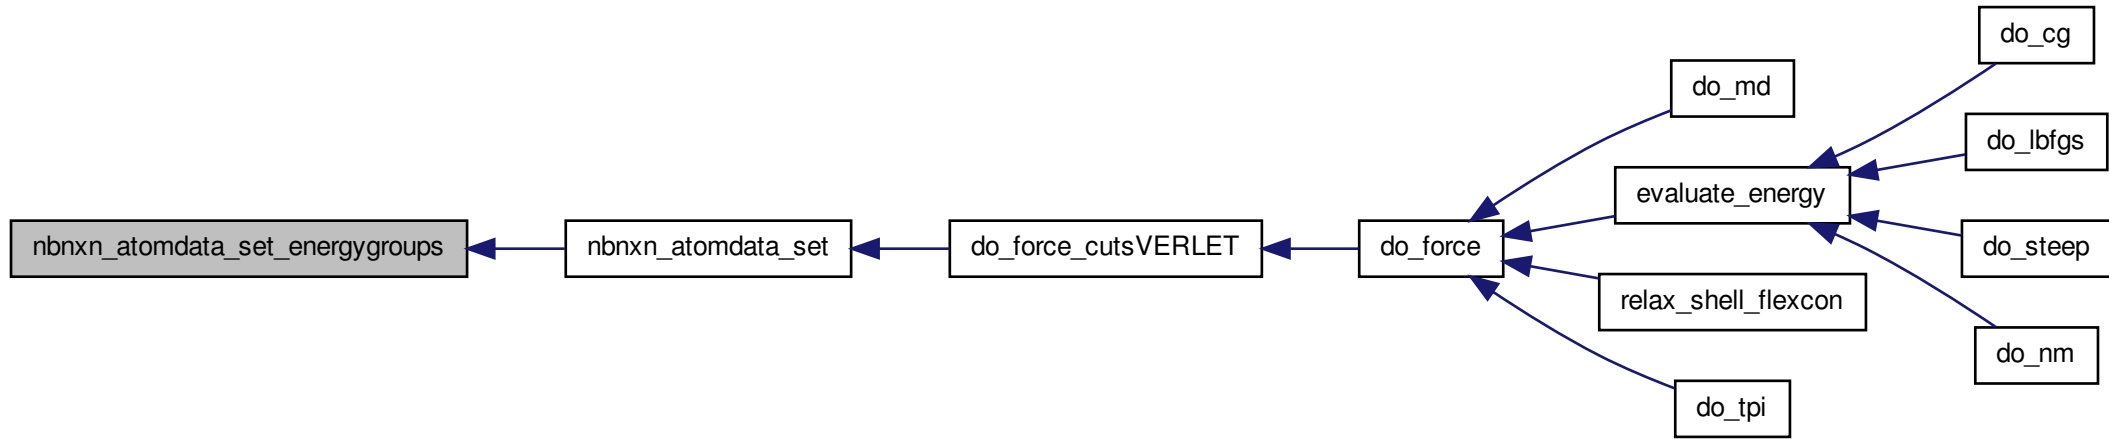 nbnxn_atomdata_set_energygroups
nbnxn_atomdata_set
do_force_cutsVERLET
do_force
do_md
evaluate_energy
relax_shell_flexcon
do_tpi
do_cg
do_lbfgs
do_steep
do_nm